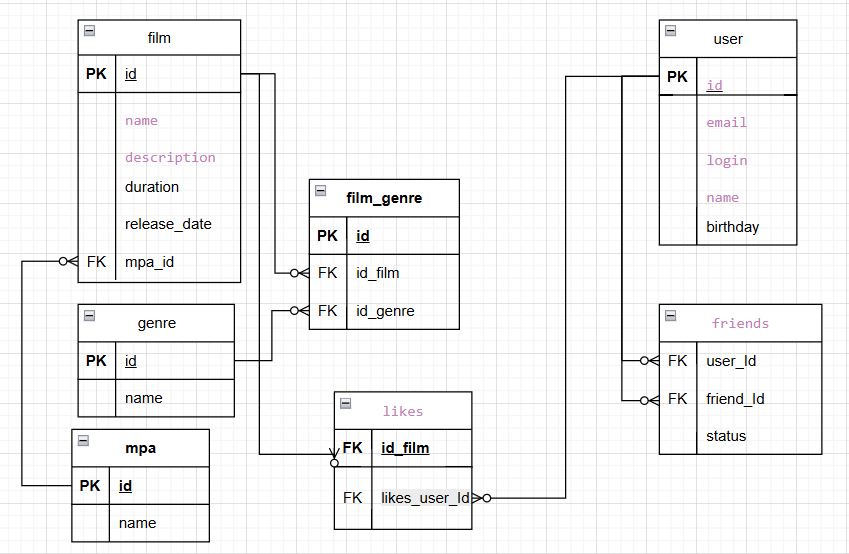 film
PK id
name
description
duration
release_date
FK mpa_id
genre
PK id
name
mpa
PK id
name
film_genre
PK id
FK id_film
FK id_genre
likes
FK id_film
FK likes_user_Id
user
PK id
email
login
name
birthday
friends
FK user_Id
FK friend_Id
status